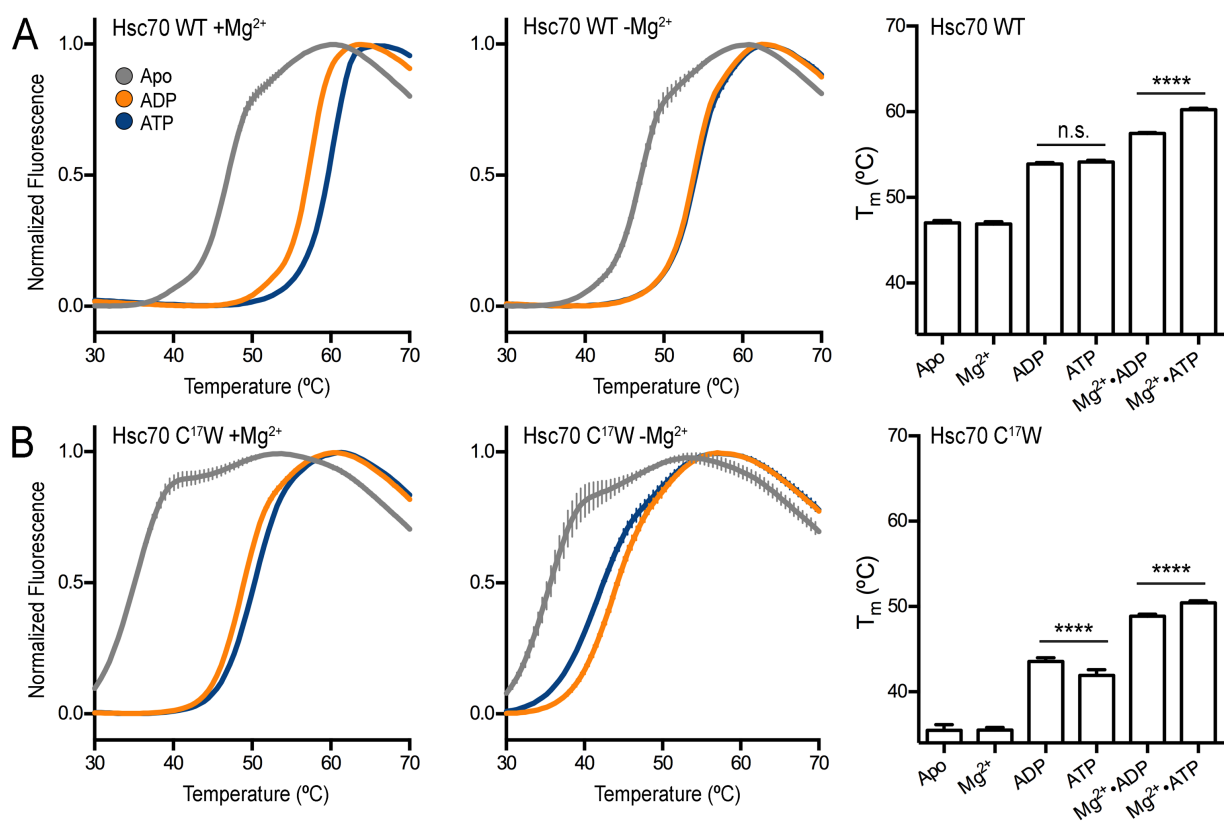 A
Hsc70 WT +Mg²⁺
Apo
ADP
ATP
Normalized Fluorescence
1.0
0.5
0.0
30 40 50 60 70
Temperature (ºC)
Hsc70 WT -Mg²⁺
1.0
0.5
0.0
30 40 50 60 70
Temperature (ºC)
Hsc70 WT
Tₘ (ºC)
70
60
50
40
n.s.
****
Apo
Mg²⁺
ADP
ATP
Mg²⁺•ADP
Mg²⁺•ATP
B
Hsc70 C¹⁷W +Mg²⁺
Normalized Fluorescence
1.0
0.5
0.0
30 40 50 60 70
Temperature (ºC)
Hsc70 C¹⁷W -Mg²⁺
1.0
0.5
0.0
30 40 50 60 70
Temperature (ºC)
Hsc70 C¹⁷W
Tₘ (ºC)
70
60
50
40
****
****
Apo
Mg²⁺
ADP
ATP
Mg²⁺•ADP
Mg²⁺•ATP